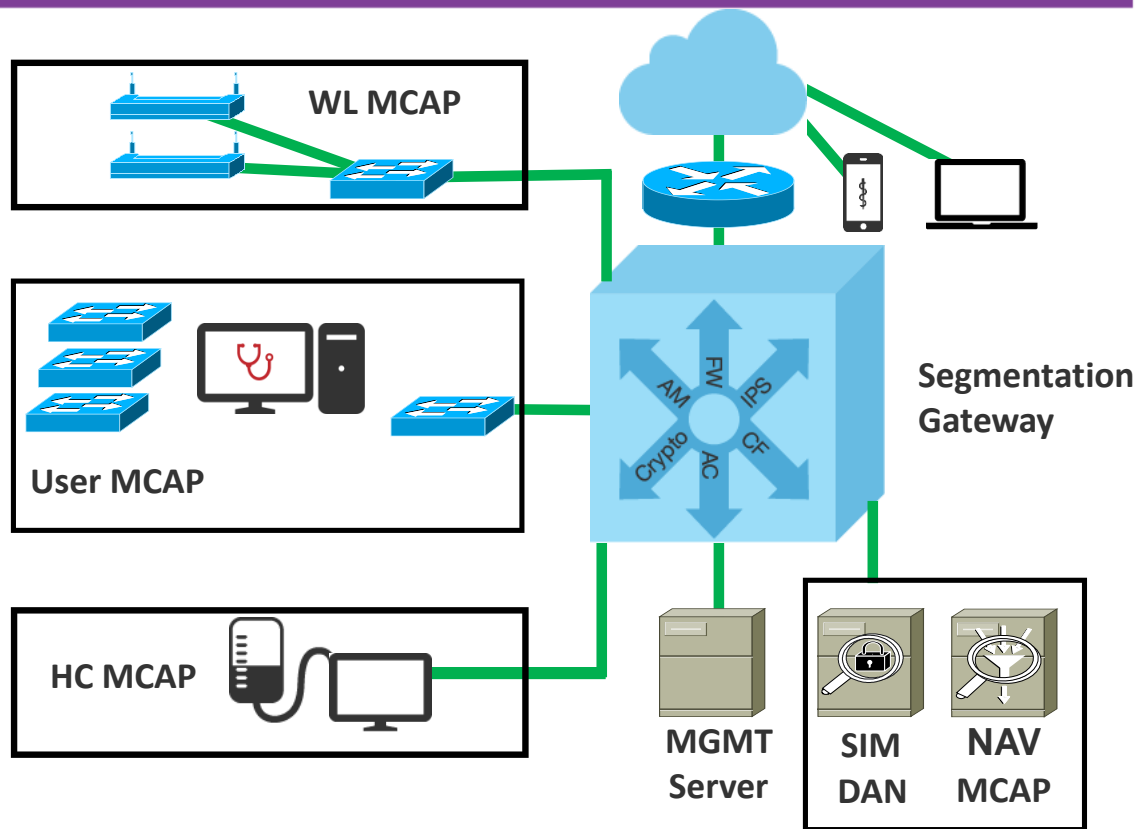 WL MCAP
Segmentation
Gateway
FW
IPS
CF
AC
Crypto
AM
User MCAP
HC MCAP
MGMT
Server
SIM
DAN
NAV
MCAP